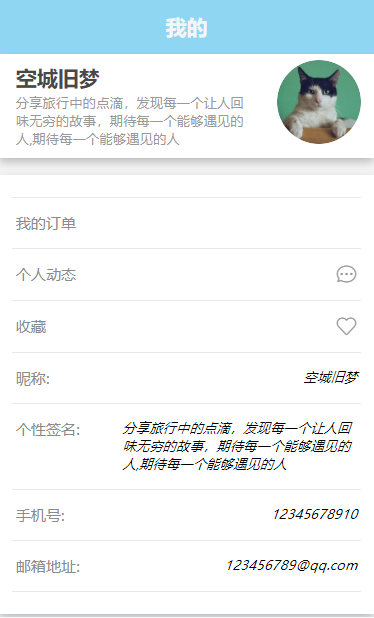 我的
空城旧梦
分享旅行中的点滴，发现每一个让人回
味无穷的故事，期待每一个能够遇见的
人,期待每一个能够遇见的人
我的订单
个人动态
收藏
昵称:
空城旧梦
个性签名:
分享旅行中的点滴，发现每一个让人回
味无穷的故事，期待每一个能够遇见的
人,期待每一个能够遇见的人
手机号:
12345678910
邮箱地址:
123456789@qq.com